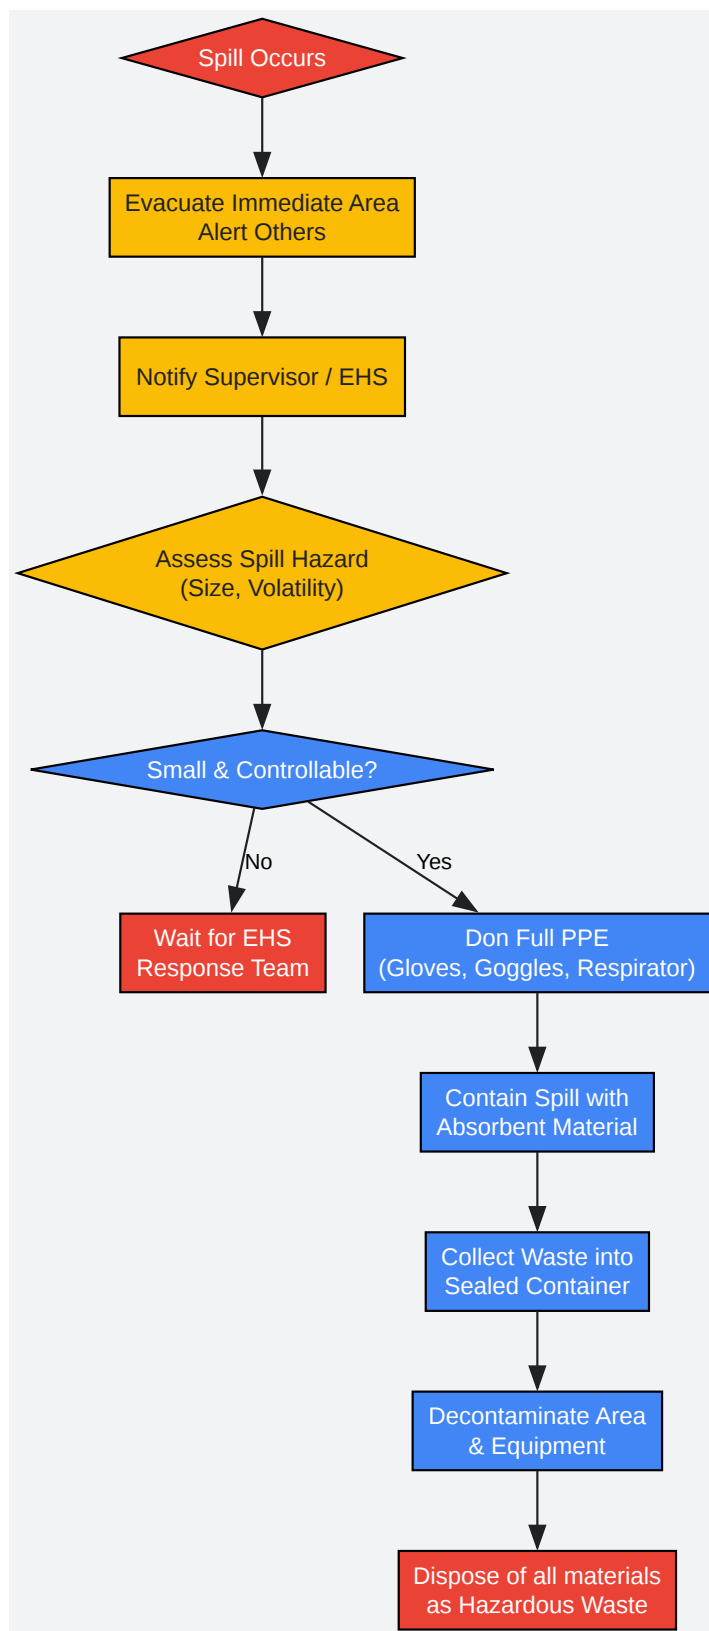 Spill Occurs
Evacuate Immediate Area
Alert Others
Notify Supervisor / EHS
Assess Spill Hazard
(Size, Volatility)
Small & Controllable?
No
Yes
Wait for EHS
Response Team
Don Full PPE
(Gloves, Goggles, Respirator)
Contain Spill with
Absorbent Material
Collect Waste into
Sealed Container
Decontaminate Area
& Equipment
Dispose of all materials
as Hazardous Waste